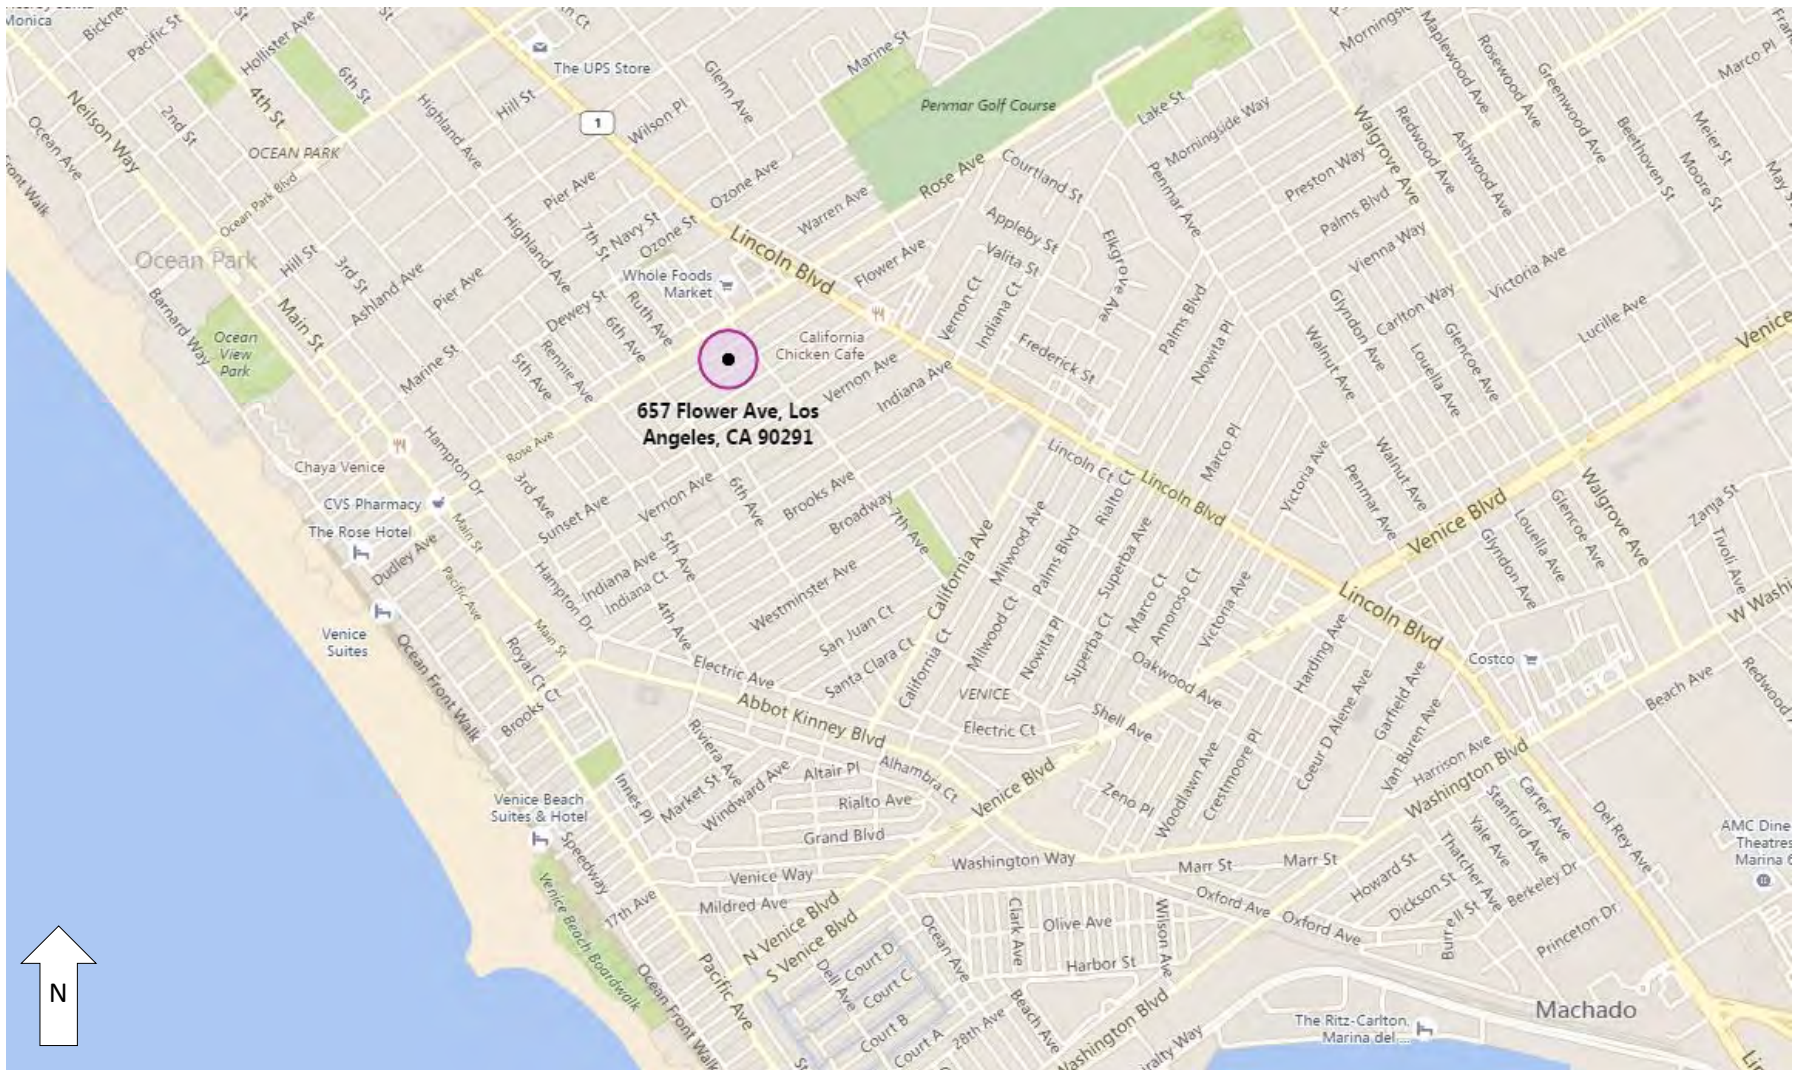 Monica
Pacific St
Hollister Ave
6th St
4th St
2nd St
Neilson Way
Ocean Ave
Front Walk
OCEAN PARK
Ocean Park Blvd
Highland Ave
Hill St
The UPS Store
1
Glenn Ave
Wilson Pl
Marine St
Penmar Golf Course
Lake St
Morningside Way
Walgrove Ave
Maplewood Ave
Rosewood Ave
Greenwood Ave
Marco Pl
Redwood Ave
Ashwood Ave
Beethoven St
Meier St
Moore St
Pier Ave
Ozone Ave
Warren Ave
Rose Ave
Courtland St
Penmar Ave
Preston Way
Palms Blvd
Vienna Way
Victoria Ave
Ocean Park
Hill St
3rd St
Ashland Ave
Pier Ave
Highland Ave
7th St
Navy St
Ozone St
Lincoln Blvd
Flower Ave
Appleby St
Valita St
Elkgrove Ave
Barnard Way
Main St
Whole Foods
Market
Dewey St
Ruth Ave
6th Ave
Vernon Ct
Indiana Ct
Palms Blvd
Nowita Pl
Glyndon Ave
Carlton Way
Lucille Ave
Venice
Ocean
View
Park
Marine St
5th Ave
Rennie Ave
California
Chicken Cafe
Vernon Ave
Indiana Ave
Frederick St
Walnut Ave
Louella Ave
Glencoe Ave
657 Flower Ave, Los
Angeles, CA 90291
Hampton Dr
Rose Ave
Chaya Venice
3rd Ave
CVS Pharmacy
The Rose Hotel
Dudley Ave
Main St
Pacific Ave
Sunset Ave
Vernon Ave
6th Ave
Brooks Ave
Broadway
7th Ave
California Ave
Lincoln Ct
Rialto Ct
Lincoln Blvd
Marco Pl
Victoria Ave
Penmar Ave
Walnut Ave
Venice Blvd
Walgrove Ave
Glencoe Ave
Louella Ave
Glyndon Ave
Zanja St
Tivoli Ave
Milwood Ave
Palms Blvd
Superba Ave
Indiana Ave
Indiana Ct
5th Ave
4th Ave
Hampton Dr
Westminster Ave
San Juan Ct
Santa Clara Ct
California Ct
Milwood Ct
Nowita Pl
Superba Ct
Marco Ct
Amoroso Ct
Victoria Ave
Lincoln Blvd
Venice
Suites
Ocean Front Walk
Royal Ct
Main St
Brooks Ct
Electric Ave
Abbot Kinney Blvd
VENICE
Electric Ct
Oakwood Ave
Shell Ave
Harding Ave
Coeur D Alene Ave
Garfield Ave
Van Buren Ave
Costco
Beach Ave
Riviera Ave
Market St
Windward Ave
Altair Pl
Alhambra Ct
Rialto Ave
Grand Blvd
Venice Blvd
Zeno Pl
Woodlawn Ave
Crestmoore Pl
Harrison Ave
Washington Blvd
Innes Pl
Venice Beach
Suites & Hotel
Speedway
Carter Ave
Stanford Ave
Yale Ave
Thatcher Ave
Del Rey Ave
AMC Dine
Theatres
Venice Beach Boardwalk
17th Ave
Venice Way
Mildred Ave
Washington Way
Marr St
Marr St
Howard St
Dickson St
Burrell St
Berkeley Dr
Princeton Dr
Oxford Ave
Oxford Ave
N Venice Blvd
S Venice Blvd
Ocean Ave
Clark Ave
Olive Ave
Wilson Ave
Harbor St
Pacific Ave
Ocean Front Walk
Dell Ave
Court D
Court C
Court B
Court A
28th Ave
Beach Ave
Washington Blvd
Machado
The Ritz-Carlton,
Marina del ...
N